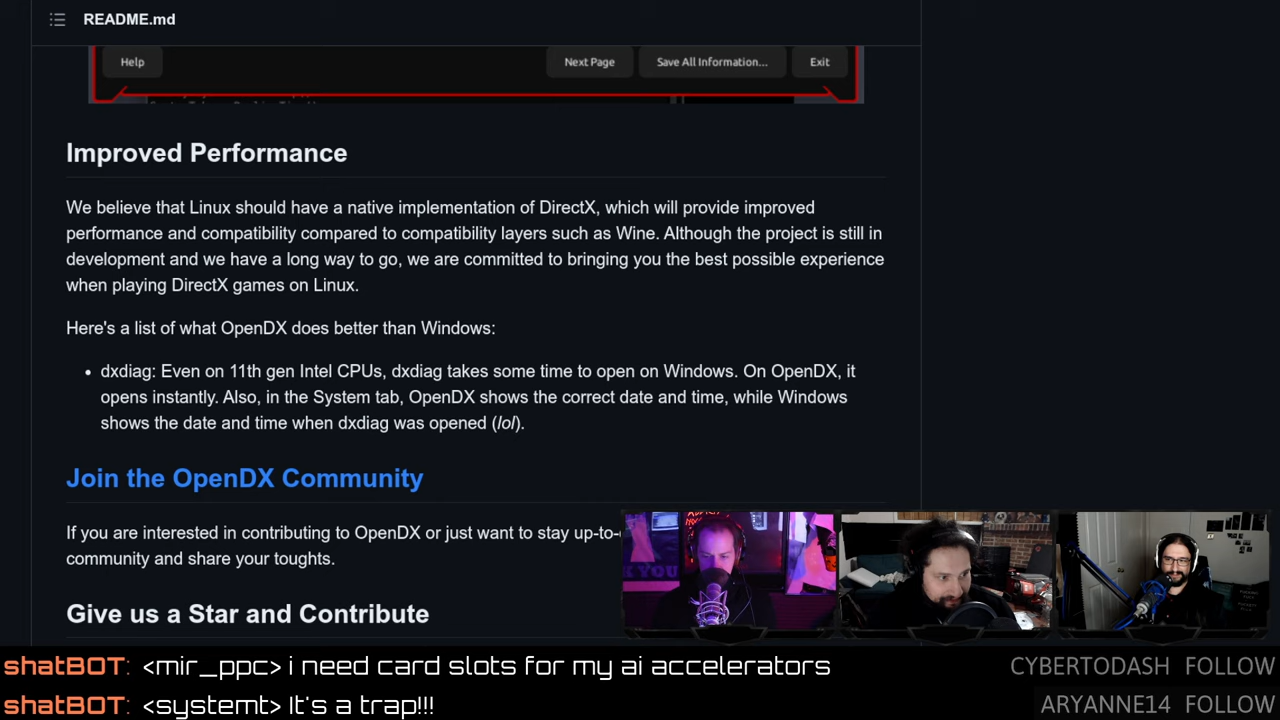 README.md
Help
Next Page
Save All Information...
Exit
Improved Performance
We believe that Linux should have a native implementation of DirectX, which will provide improved
performance and compatibility compared to compatibility layers such as Wine. Although the project is still in
development and we have a long way to go, we are committed to bringing you the best possible experience
when playing DirectX games on Linux.
Here's a list of what OpenDX does better than Windows:
• dxdiag: Even on 11th gen Intel CPUs, dxdiag takes some time to open on Windows. On OpenDX, it
opens instantly. Also, in the System tab, OpenDX shows the correct date and time, while Windows
shows the date and time when dxdiag was opened (lol).
Join the OpenDX Community
If you are interested in contributing to OpenDX or just want to stay up-to-
community and share your toughts.
Give us a Star and Contribute
shatBOT: <mir_ppc> i need card slots for my ai accelerators
CYBERTODASH FOLLOW
shatBOT: <systemt> It's a trap!!!
ARYANNE14 FOLLOW